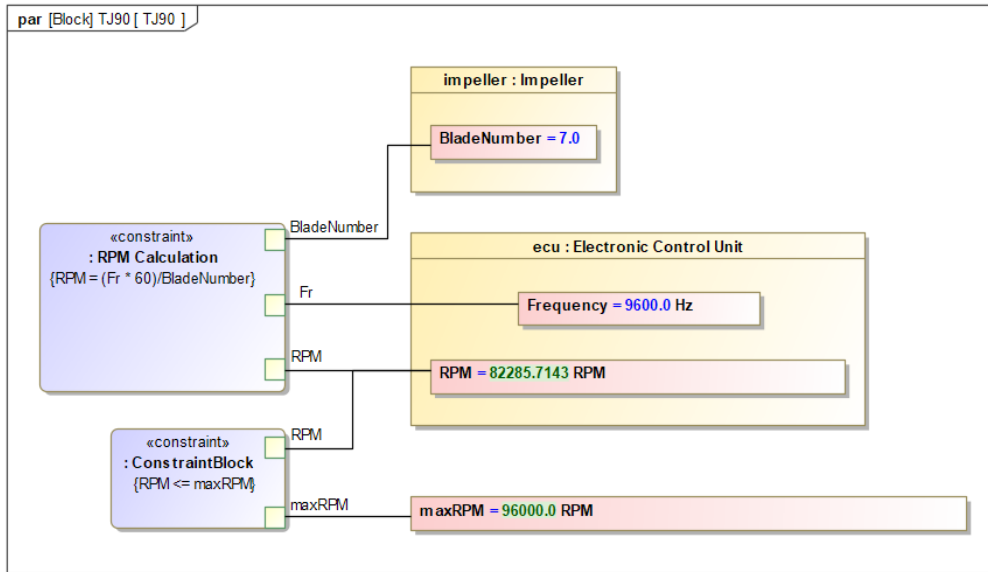 par [Block] TJ90 [ TJ90 ]
impeller : Impeller
BladeNumber = 7.0
BladeNumber
«constraint»
: RPM Calculation
{RPM = (Fr * 60)/BladeNumber}
ecu : Electronic Control Unit
Fr
Frequency = 9600.0 Hz
RPM
RPM = 82285.7143 RPM
RPM
«constraint»
: ConstraintBlock
{RPM <= maxRPM}
maxRPM
maxRPM = 96000.0 RPM